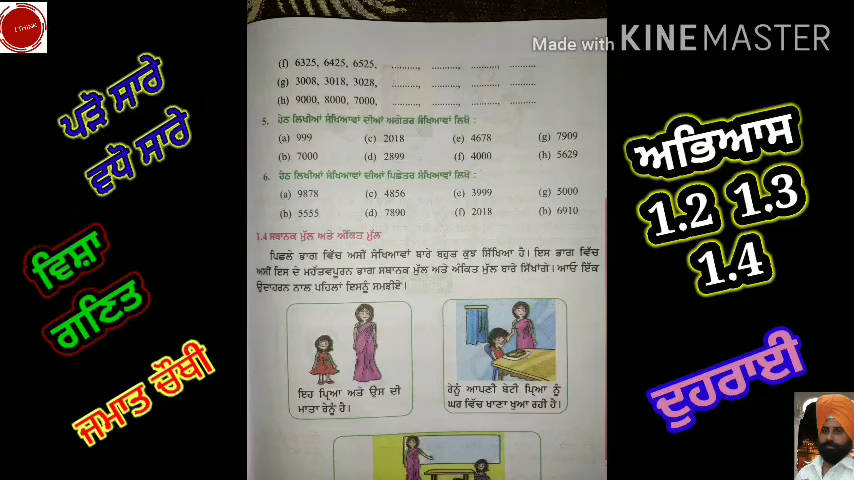 I THINK
Made with KINEMASTER
ਪੜੋ ਸਾਰੇ
ਵਧੋ ਸਾਰੇ
ਵਿਸ਼ਾ
ਗਣਿਤ
ਜਮਾਤ ਚੌਥੀ
(f) 6325, 6425, 6525, .........., .........., .........., ..........
(g) 3008, 3018, 3028, .........., .........., .........., ..........
(h) 9000, 8000, 7000, .........., .........., .........., ..........
5. ਹੇਠ ਲਿਖੀਆਂ ਸੰਖਿਆਵਾਂ ਦੀਆਂ ਅਗੇਤਰ ਸੰਖਿਆਵਾਂ ਲਿਖੋ :
(a) 999 (c) 2018 (e) 4678 (g) 7909
(b) 7000 (d) 2899 (f) 4000 (h) 5629
6. ਹੇਠ ਲਿਖੀਆਂ ਸੰਖਿਆਵਾਂ ਦੀਆਂ ਪਿਛੇਤਰ ਸੰਖਿਆਵਾਂ ਲਿਖੋ :
(a) 9878 (c) 4856 (e) 3999 (g) 5000
(b) 5555 (d) 7890 (f) 2018 (h) 6910
1.4 ਸਥਾਨਕ ਮੁੱਲ ਅਤੇ ਅੰਕਿਤ ਮੁੱਲ
ਪਿਛਲੇ ਭਾਗ ਵਿੱਚ ਅਸੀਂ ਸੰਖਿਆਵਾਂ ਬਾਰੇ ਬਹੁਤ ਕੁਝ ਸਿੱਖਿਆ ਹੈ। ਇਸ ਭਾਗ ਵਿੱਚ
ਅਸੀਂ ਇਸ ਦੇ ਮਹੱਤਵਪੂਰਨ ਭਾਗ ਸਥਾਨਕ ਮੁੱਲ ਅਤੇ ਅੰਕਿਤ ਮੁੱਲ ਬਾਰੇ ਸਿੱਖਾਂਗੇ। ਆਓ ਇੱਕ
ਉਦਾਹਰਨ ਨਾਲ ਪਹਿਲਾਂ ਇਸਨੂੰ ਸਮਝੀਏ।
ਇਹ ਪ੍ਰਿਆ ਅਤੇ ਉਸ ਦੀ
ਮਾਤਾ ਰੇਨੂੰ ਹੈ।
ਰੇਨੂੰ ਆਪਣੀ ਬੇਟੀ ਪ੍ਰਿਆ ਨੂੰ
ਘਰ ਵਿੱਚ ਖਾਣਾ ਖੁਆ ਰਹੀ ਹੈ।
ਅਭਿਆਸ
1.2 1.3
1.4
ਦੁਹਰਾਈ